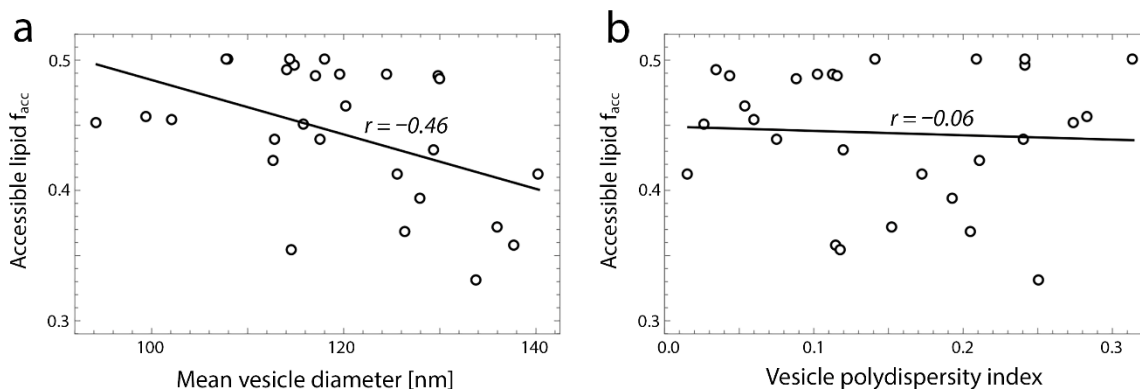 a
Accessible lipid f_acc
0.5
0.4
0.3
r = −0.46
100
120
140
Mean vesicle diameter [nm]
b
Accessible lipid f_acc
0.5
0.4
0.3
r = −0.06
0.0
0.1
0.2
0.3
Vesicle polydispersity index